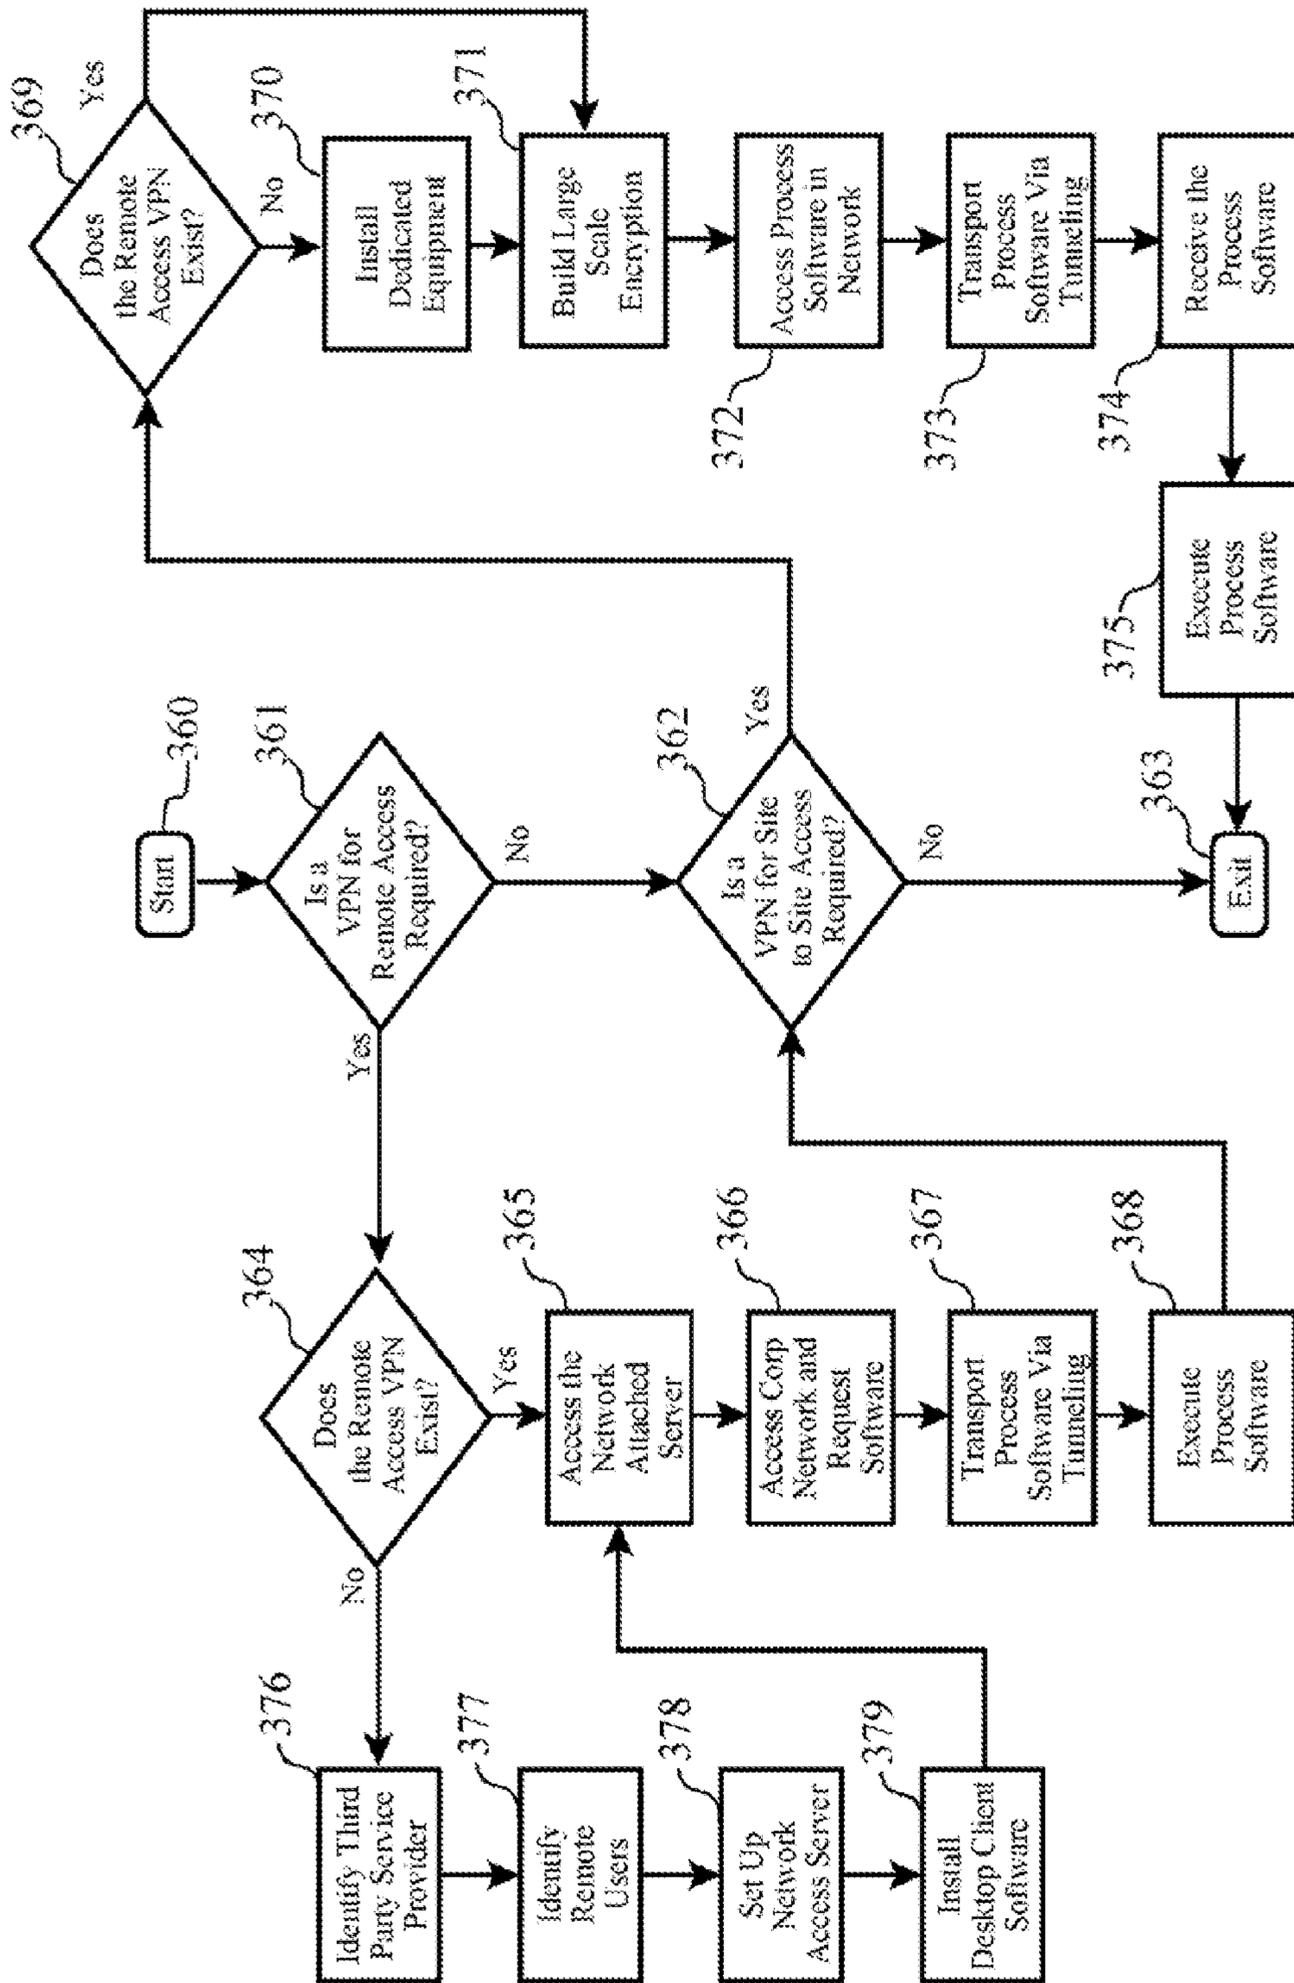 360
Start
361
Is a
VPN for
Remote Access
Required?
Yes
No
362
Is a
VPN for Site
to Site Access
Required?
Yes
No
363
Exit
364
Does
the Remote
Access VPN
Exist?
No
Yes
365
Access the
Network
Attached
Server
366
Access Corp
Network and
Request
Software
367
Transport
Process
Software Via
Tunneling
368
Execute
Process
Software
376
Identify Third
Party Service
Provider
377
Identify
Remote
Users
378
Set Up
Network
Access Server
379
Install
Desktop Client
Software
369
Does
the Remote
Access VPN
Exist?
Yes
No
370
Install
Dedicated
Equipment
371
Build Large
Scale
Encryption
372
Access Process
Software in
Network
373
Transport
Process
Software Via
Tunneling
374
Receive the
Process
Software
375
Execute
Process
Software